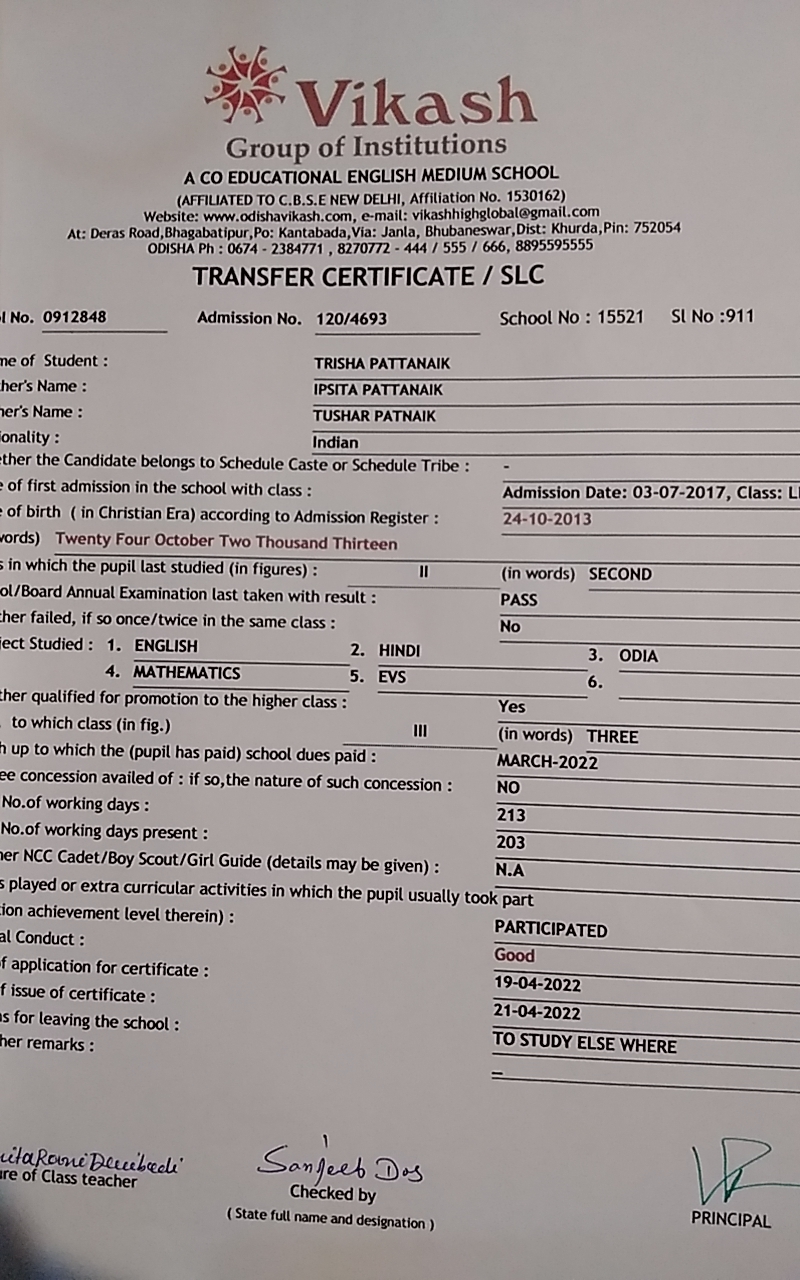 Vikash
Group of Institutions
A CO EDUCATIONAL ENGLISH MEDIUM SCHOOL
(AFFILIATED TO C.B.S.E NEW DELHI, Affiliation No. 1530162)
Website: www.odishavikash.com, e-mail: vikashhighglobal@gmail.com
At: Deras Road,Bhagabatipur,Po: Kantabada,Via: Janla, Bhubaneswar,Dist: Khurda,Pin: 752054
ODISHA Ph : 0674 - 2384771 , 8270772 - 444 / 555 / 666, 8895595555
TRANSFER CERTIFICATE / SLC
l No. 0912848 Admission No. 120/4693 School No : 15521 Sl No :911
me of Student : TRISHA PATTANAIK
her's Name : IPSITA PATTANAIK
her's Name : TUSHAR PATNAIK
onality : Indian
ther the Candidate belongs to Schedule Caste or Schedule Tribe : -
e of first admission in the school with class : Admission Date: 03-07-2017, Class: L
e of birth ( in Christian Era) according to Admission Register : 24-10-2013
words) Twenty Four October Two Thousand Thirteen
s in which the pupil last studied (in figures) : II (in words) SECOND
ol/Board Annual Examination last taken with result : PASS
her failed, if so once/twice in the same class : No
ject Studied : 1. ENGLISH 2. HINDI 3. ODIA
4. MATHEMATICS 5. EVS 6.
ther qualified for promotion to the higher class : Yes
, to which class (in fig.) III (in words) THREE
h up to which the (pupil has paid) school dues paid : MARCH-2022
ee concession availed of : if so,the nature of such concession : NO
No.of working days : 213
No.of working days present : 203
her NCC Cadet/Boy Scout/Girl Guide (details may be given) : N.A
s played or extra curricular activities in which the pupil usually took part
ion achievement level therein) : PARTICIPATED
al Conduct : Good
f application for certificate : 19-04-2022
f issue of certificate : 21-04-2022
ns for leaving the school : TO STUDY ELSE WHERE
her remarks : –
Sanjeeb Das
re of Class teacher Checked by
( State full name and designation ) PRINCIPAL